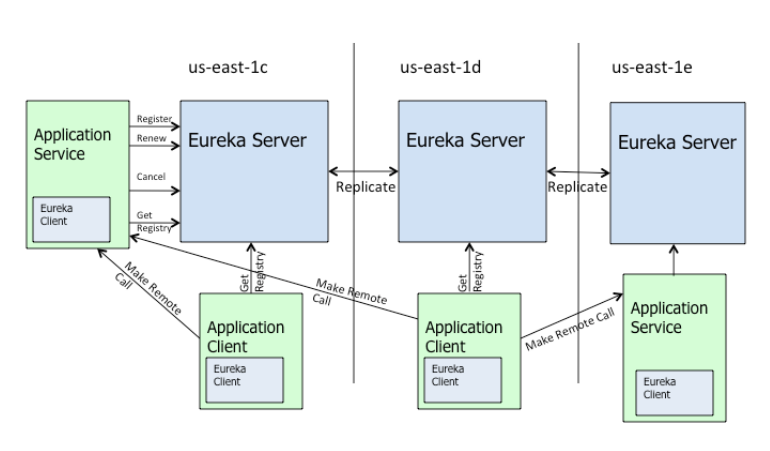 us-east-1c
us-east-1d
us-east-1e
Application
Service
Eureka
Client
Register
Renew
Cancel
Get
Registry
Eureka Server
Replicate
Eureka Server
Replicate
Eureka Server
Make Remote
Call
Get
Registry
Make Remote
Call
Get
Registry
Make Remote Call
Application
Client
Eureka
Client
Application
Client
Eureka
Client
Application
Service
Eureka
Client